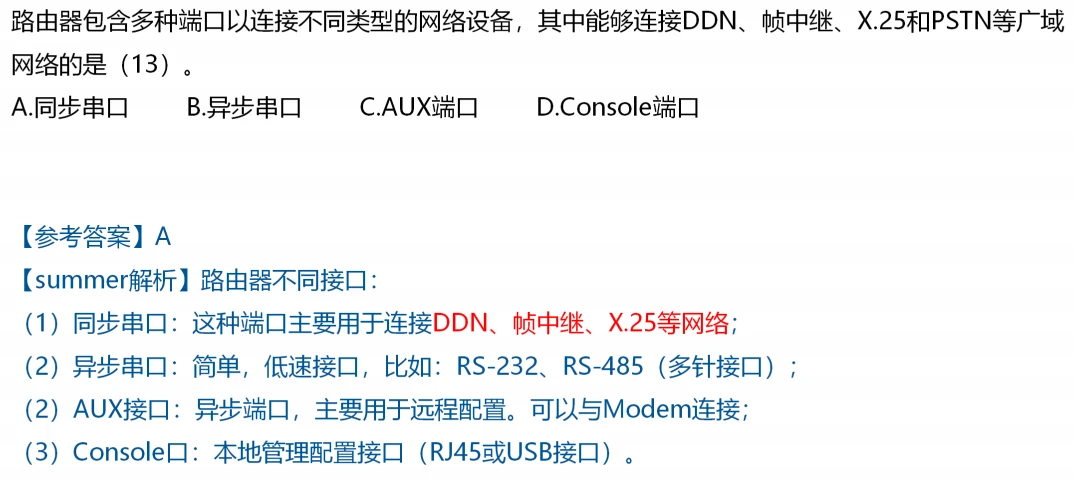 路由器包含多种端口以连接不同类型的网络设备，其中能够连接DDN、帧中继、X.25和PSTN等广域
网络的是（13）。
A.同步串口 B.异步串口 C.AUX端口 D.Console端口
【参考答案】A
【summer解析】路由器不同接口：
（1）同步串口：这种端口主要用于连接DDN、帧中继、X.25等网络；
（2）异步串口：简单，低速接口，比如：RS-232、RS-485（多针接口）；
（2）AUX接口：异步端口，主要用于远程配置。可以与Modem连接；
（3）Console口：本地管理配置接口（RJ45或USB接口）。